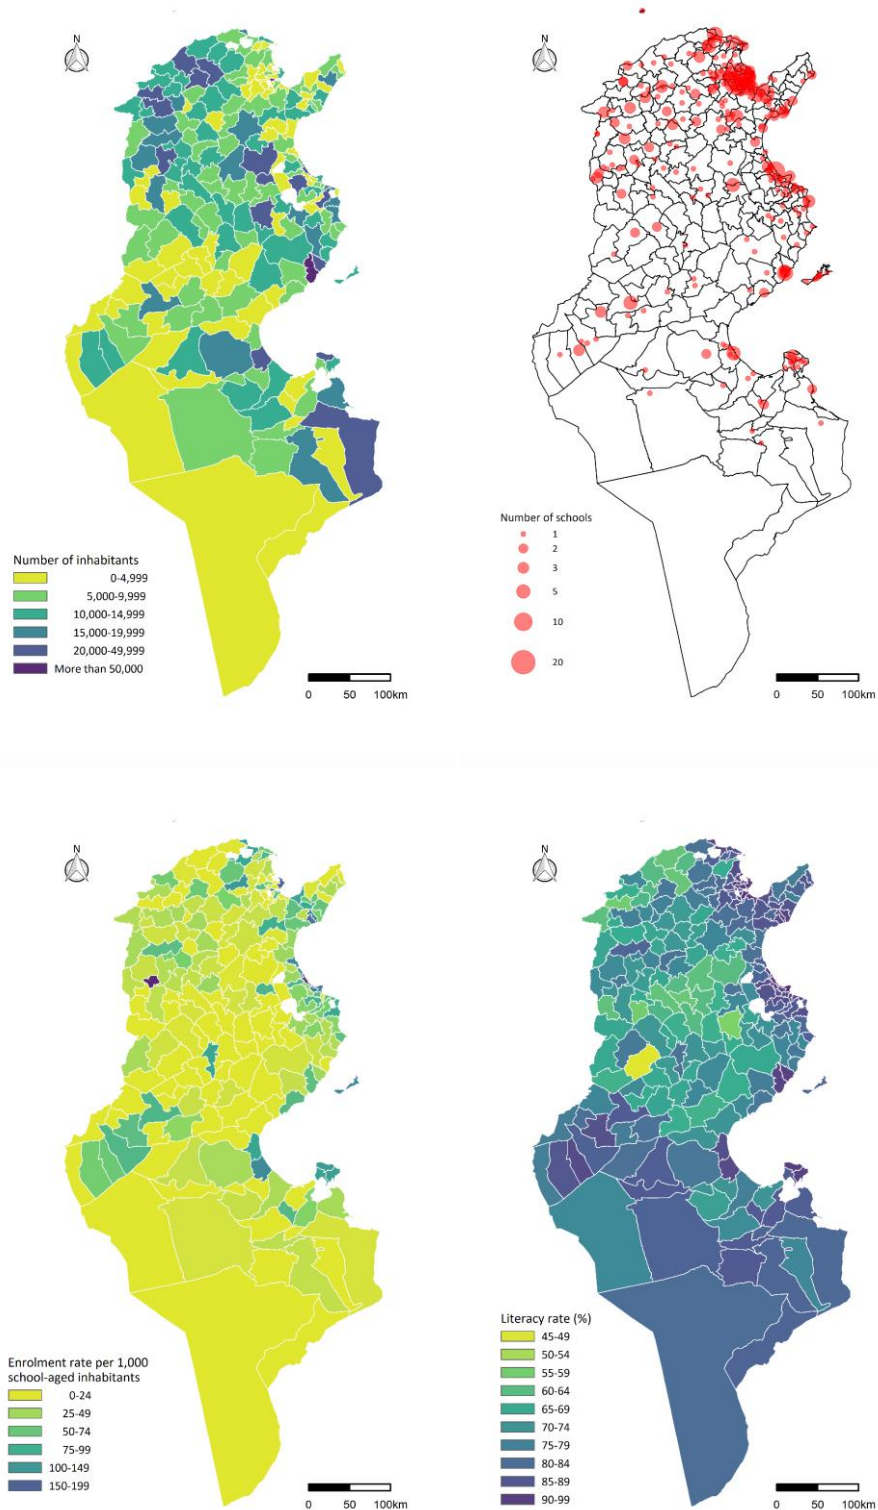 N
Number of inhabitants
0-4,999
5,000-9,999
10,000-14,999
15,000-19,999
20,000-49,999
More than 50,000
0 50 100km
N
Number of schools
1
2
3
5
10
20
0 50 100km
N
Enrolment rate per 1,000
school-aged inhabitants
0-24
25-49
50-74
75-99
100-149
150-199
0 50 100km
N
Literacy rate (%)
45-49
50-54
55-59
60-64
65-69
70-74
75-79
80-84
85-89
90-99
0 50 100km